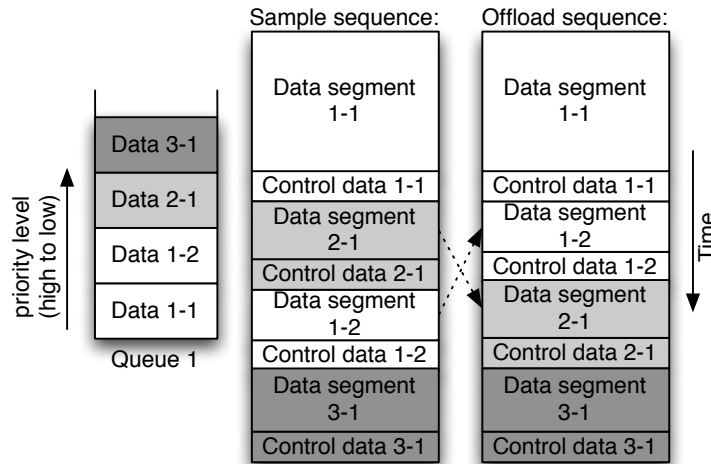 Sample sequence:
Offload sequence:
Data 3-1
Data 2-1
Data 1-2
Data 1-1
Queue 1
priority level
(high to low)
Data segment
1-1
Control data 1-1
Data segment
2-1
Control data 2-1
Data segment
1-2
Control data 1-2
Data segment
3-1
Control data 3-1
Data segment
1-1
Control data 1-1
Data segment
1-2
Control data 1-2
Data segment
2-1
Control data 2-1
Data segment
3-1
Control data 3-1
Time